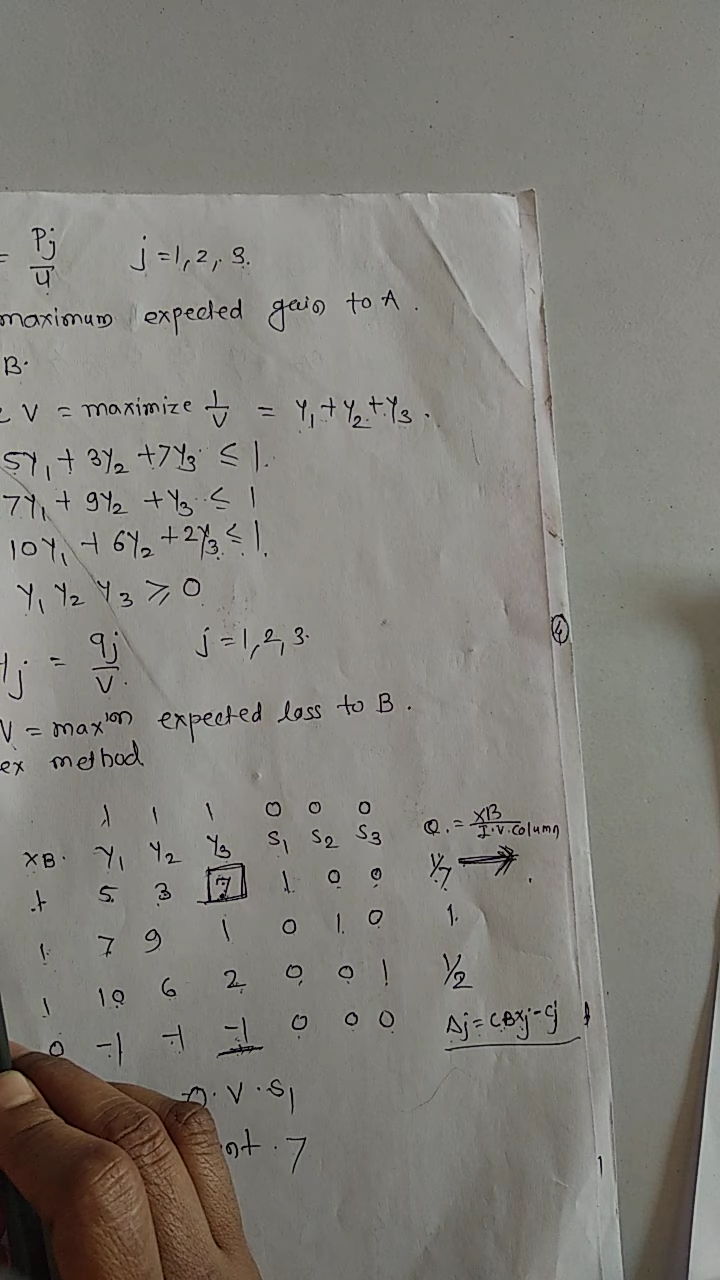 = Pj/u j = 1, 2, 3.
maximum expected gain to A.
B.
V = maximize 1/V = Y₁ + Y₂ + Y₃.
5Y₁ + 3Y₂ + 7Y₃ ≤ 1.
7Y₁ + 9Y₂ + Y₃ ≤ 1
10Y₁ + 6Y₂ + 2Y₃ ≤ 1.
Y₁ Y₂ Y₃ ≥ 0
j = qj/V. j = 1, 2, 3.
4
V = maxᵐ expected loss to B.
ex method
1 1 1 0 0 0
XB. Y₁ Y₂ Y₃ S₁ S₂ S₃ Q. = XB/I.V.Column
1 5 3 7 1 0 0 1/7 →
1 7 9 1 0 1 0 1.
1 10 6 2 0 0 1 1/2
0 -1 -1 -1 0 0 0 Δj = CBXj - Cj
O.V. S₁
nt. 7